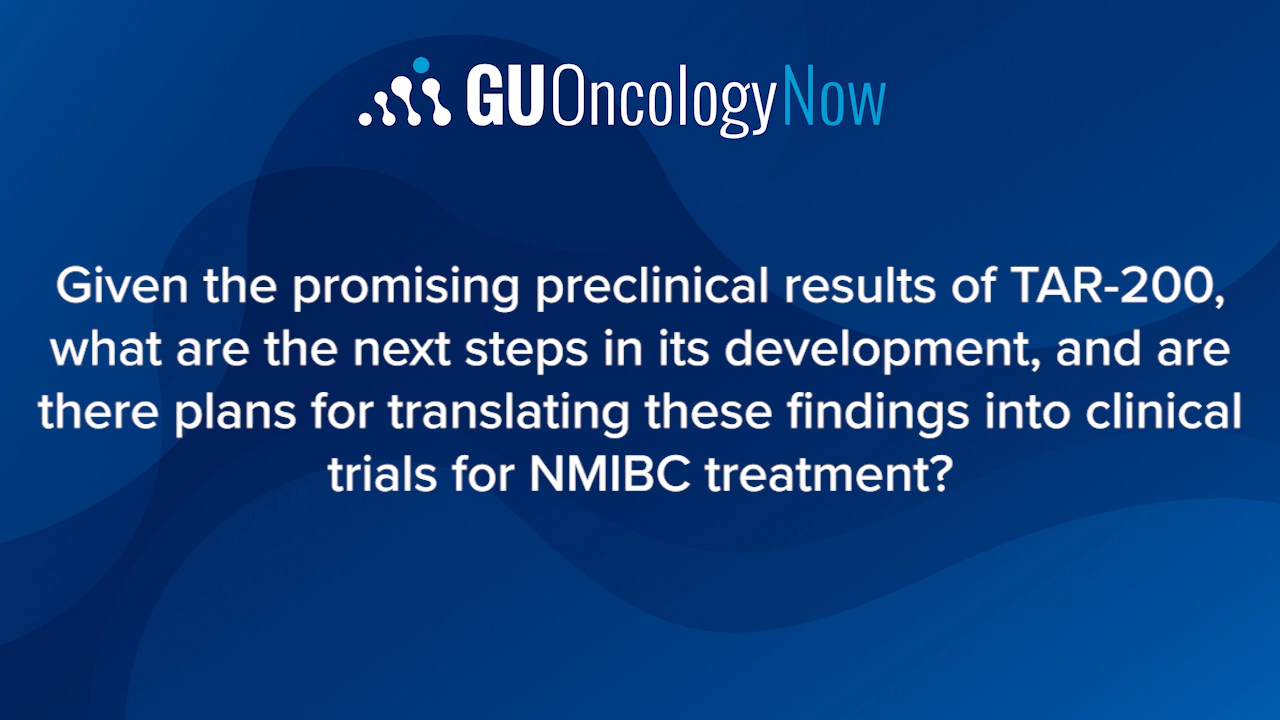 GUOncologyNow
Given the promising preclinical results of TAR-200,
what are the next steps in its development, and are
there plans for translating these findings into clinical
trials for NMIBC treatment?